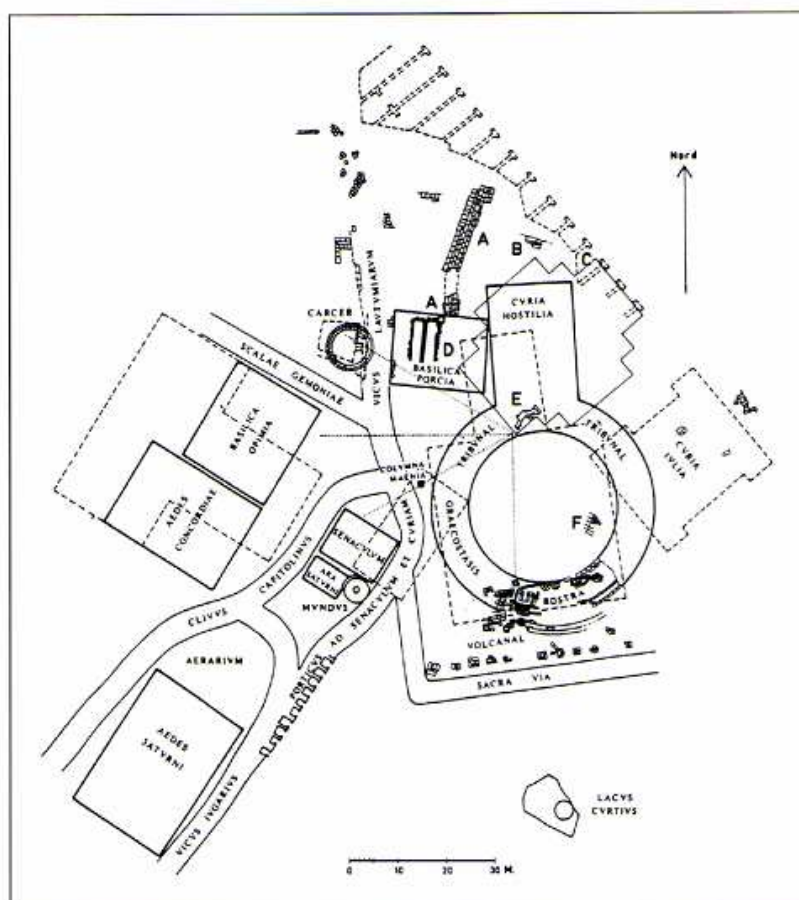 Nord
A
B
C
CVRIA
HOSTILIA
VICVS LAVTVMIARVM
CARCER
A
D
BASILICA
PORCIA
SCALAE GEMONIAE
E
BASILICA
OPIMIA
TRIBVNAL
TRIBVNAL
CVRIA
IVLIA
COLVMNA
MAENIA
AEDES
CONCORDIAE
GRAECOSTASIS
F
SENACVLVM
ARA
SATVRNI
CLIVVS CAPITOLINVS
MVNDVS
PORTICVS AD SENACVLVM ET CVRIAM
ROSTRA
VOLCANAL
AERARIVM
SACRA VIA
AEDES
SATVRNI
VICVS IVGARIVS
LACVS
CVRTIVS
0 10 20 30 M.